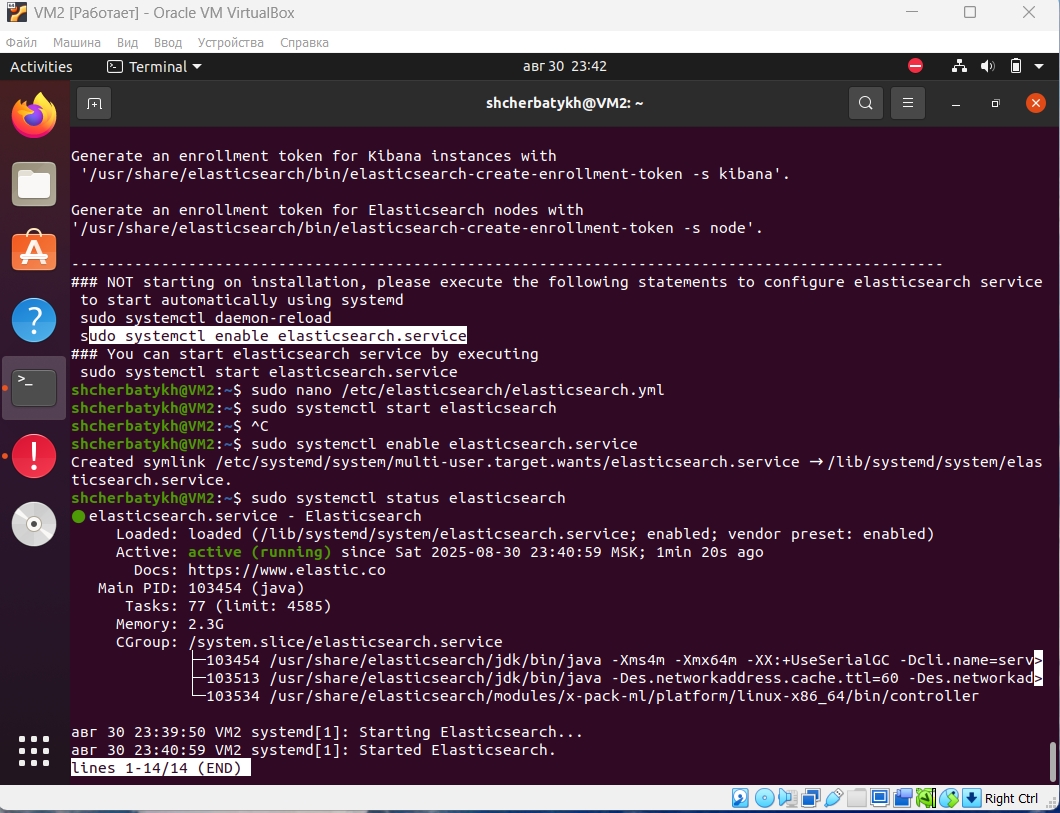 VM2 [Работает] - Oracle VM VirtualBox
Файл Машина Вид Ввод Устройства Справка
Activities Terminal авг 30 23:42
shcherbatykh@VM2: ~
Generate an enrollment token for Kibana instances with
'/usr/share/elasticsearch/bin/elasticsearch-create-enrollment-token -s kibana'.
Generate an enrollment token for Elasticsearch nodes with
'/usr/share/elasticsearch/bin/elasticsearch-create-enrollment-token -s node'.
-------------------------------------------------------------------------------------------------
### NOT starting on installation, please execute the following statements to configure elasticsearch service
to start automatically using systemd
sudo systemctl daemon-reload
sudo systemctl enable elasticsearch.service
### You can start elasticsearch service by executing
sudo systemctl start elasticsearch.service
shcherbatykh@VM2:~$ sudo nano /etc/elasticsearch/elasticsearch.yml
shcherbatykh@VM2:~$ sudo systemctl start elasticsearch
shcherbatykh@VM2:~$ ^C
shcherbatykh@VM2:~$ sudo systemctl enable elasticsearch.service
Created symlink /etc/systemd/system/multi-user.target.wants/elasticsearch.service → /lib/systemd/system/elas
ticsearch.service.
shcherbatykh@VM2:~$ sudo systemctl status elasticsearch
● elasticsearch.service - Elasticsearch
Loaded: loaded (/lib/systemd/system/elasticsearch.service; enabled; vendor preset: enabled)
Active: active (running) since Sat 2025-08-30 23:40:59 MSK; 1min 20s ago
Docs: https://www.elastic.co
Main PID: 103454 (java)
Tasks: 77 (limit: 4585)
Memory: 2.3G
CGroup: /system.slice/elasticsearch.service
├─103454 /usr/share/elasticsearch/jdk/bin/java -Xms4m -Xmx64m -XX:+UseSerialGC -Dcli.name=serv>
├─103513 /usr/share/elasticsearch/jdk/bin/java -Des.networkaddress.cache.ttl=60 -Des.networkad>
└─103534 /usr/share/elasticsearch/modules/x-pack-ml/platform/linux-x86_64/bin/controller
авг 30 23:39:50 VM2 systemd[1]: Starting Elasticsearch...
авг 30 23:40:59 VM2 systemd[1]: Started Elasticsearch.
lines 1-14/14 (END)
Right Ctrl